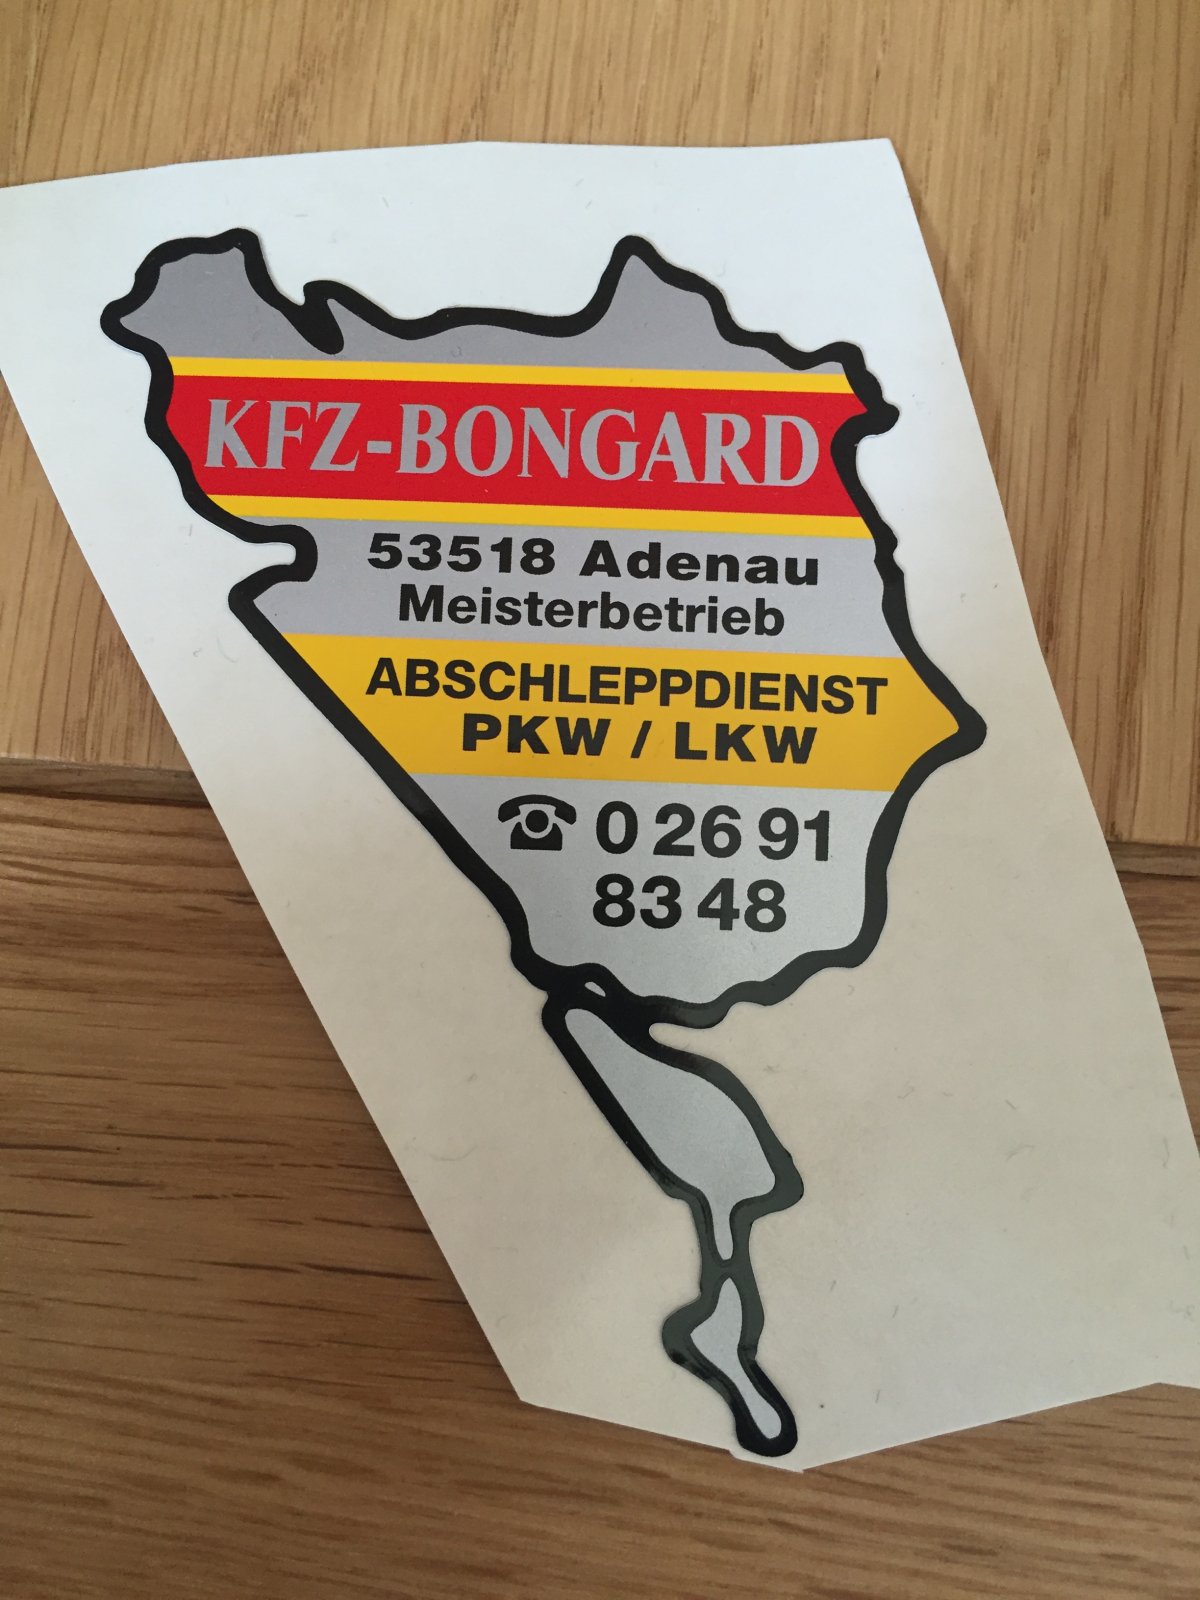 KFZ-BONGARD
53518 Adenau
Meisterbetrieb
ABSCHLEPPDIENST
PKW / LKW
☎ 0 26 91
83 48